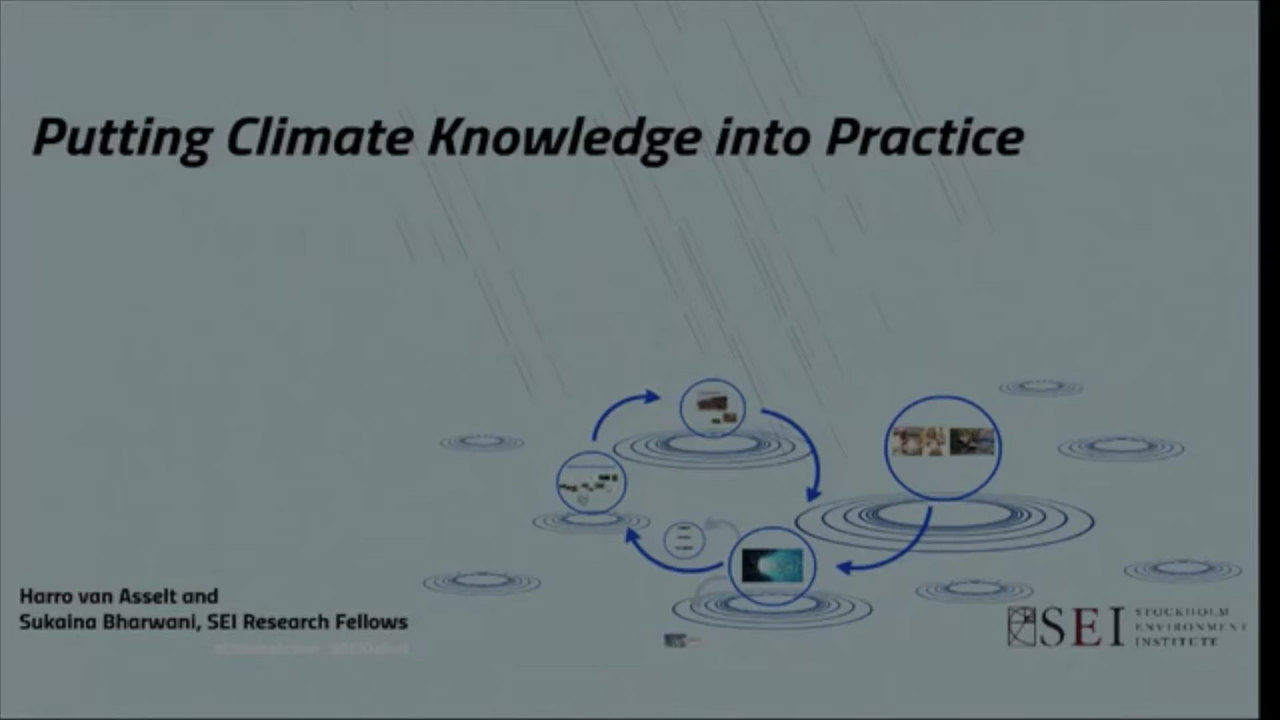 Putting Climate Knowledge into Practice
Harro van Asselt and
Sukaina Bharwani, SEI Research Fellows
SEI
STOCKHOLM
ENVIRONMENT
INSTITUTE